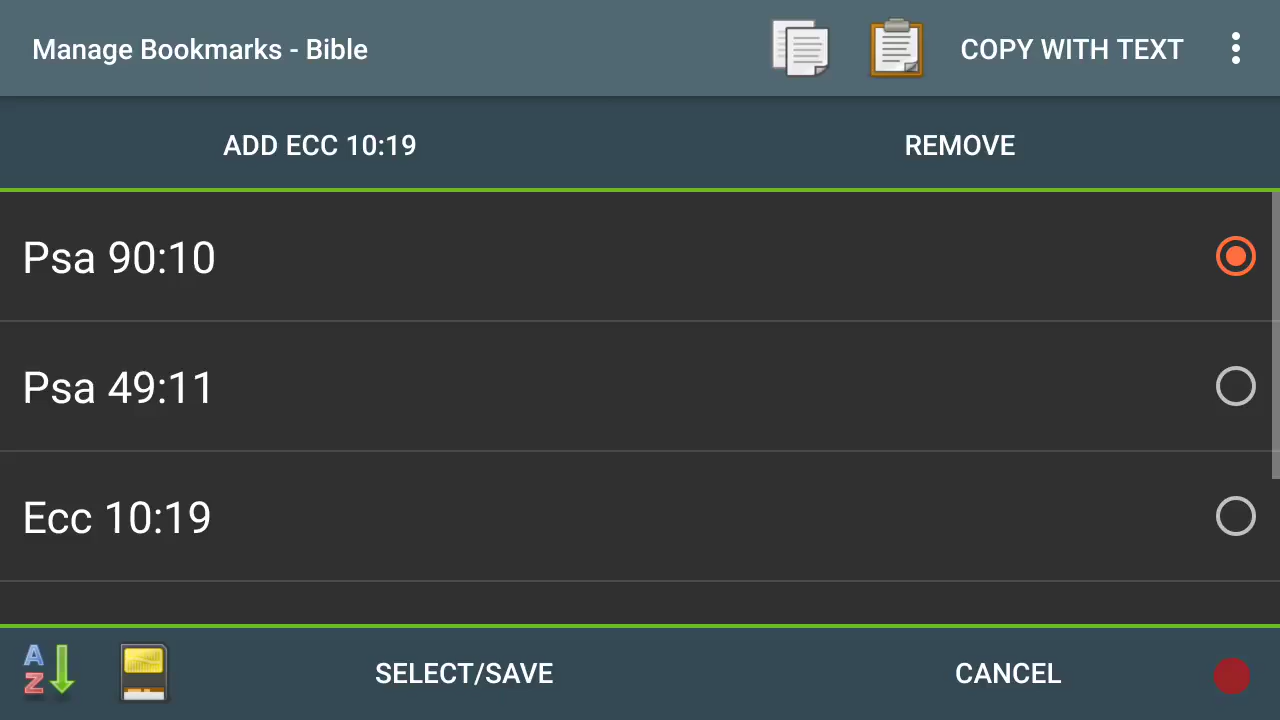 Manage Bookmarks - Bible
COPY WITH TEXT
ADD ECC 10:19
REMOVE
Psa 90:10
Psa 49:11
Ecc 10:19
A
Z
SELECT/SAVE
CANCEL